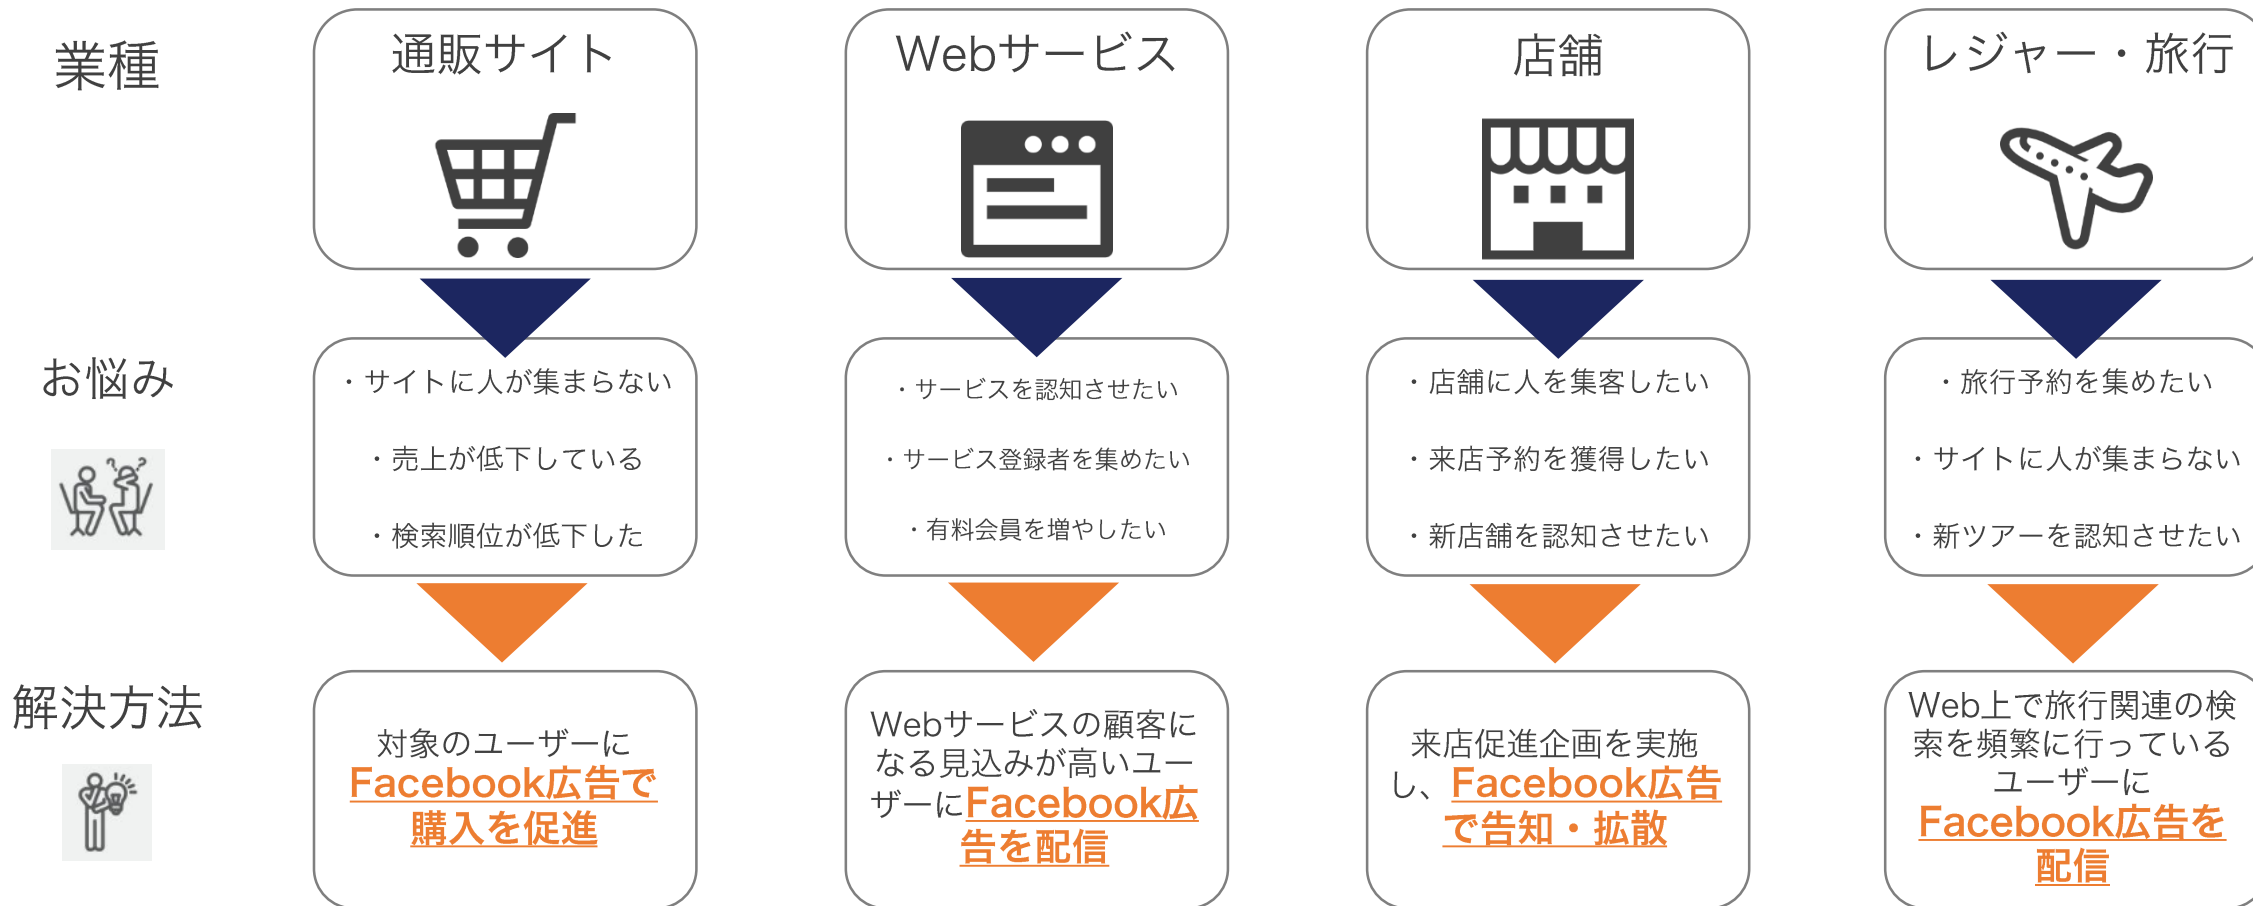 業種
通販サイト
Webサービス
店舗
レジャー・旅行
お悩み
・サイトに人が集まらない
・売上が低下している
・検索順位が低下した
・サービスを認知させたい
・サービス登録者を集めたい
・有料会員を増やしたい
・店舗に人を集客したい
・来店予約を獲得したい
・新店舗を認知させたい
・旅行予約を集めたい
・サイトに人が集まらない
・新ツアーを認知させたい
解決方法
対象のユーザーに
Facebook広告で
購入を促進
Webサービスの顧客に
なる見込みが高いユー
ザーにFacebook広
告を配信
来店促進企画を実施
し、Facebook広告
で告知・拡散
Web上で旅行関連の検
索を頻繁に行っている
ユーザーに
Facebook広告を
配信